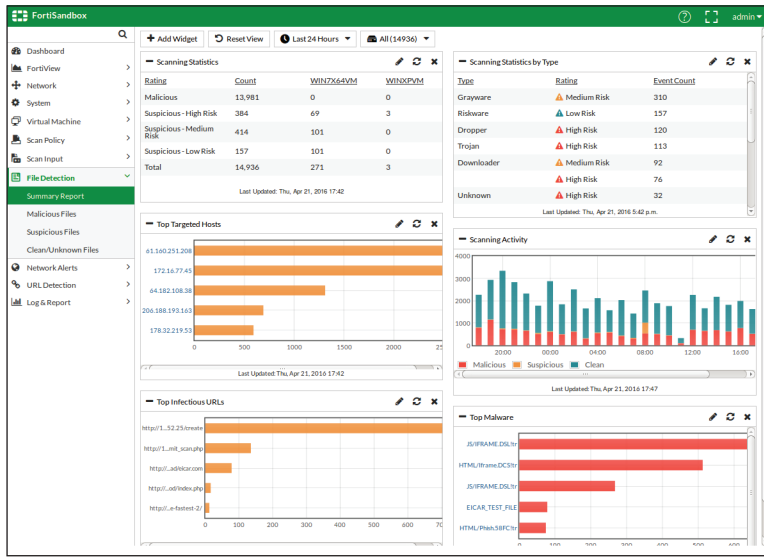 FortiSandbox
admin
Dashboard
FortiView
Network
System
Virtual Machine
Scan Policy
Scan Input
File Detection
Summary Report
Malicious Files
Suspicious Files
Clean/Unknown Files
Network Alerts
URL Detection
Log & Report
+ Add Widget Reset View Last 24 Hours All (14936)
Scanning Statistics
Rating Count WIN7X64VM WINXPVM
Malicious 13,981 0 0
Suspicious - High Risk 384 69 3
Suspicious - Medium
Risk 414 101 0
Suspicious - Low Risk 157 101 0
Total 14,936 271 3
Last Updated: Thu, Apr 21, 2016 17:42
Scanning Statistics by Type
Type Rating Event Count
Grayware Medium Risk 310
Riskware Low Risk 157
Dropper High Risk 120
Trojan High Risk 113
Downloader Medium Risk 92
High Risk 76
Unknown High Risk 32
Last Updated: Thu, Apr 21, 2016 5:42 p.m.
Top Targeted Hosts
61.160.251.208
172.16.77.45
64.182.108.38
206.188.193.163
178.32.219.53
0 500 1000 1500 2000 25
Last Updated: Thu, Apr 21, 2016 17:42
Scanning Activity
4000
3000
2000
1000
0
20:00 00:00 04:00 08:00 12:00 16:00
Malicious Suspicious Clean
Last Updated: Thu, Apr 21, 2016 17:47
Top Infectious URLs
http://1...52.25/create
http://1...mit_scan.php
http://...ad/eicar.com
http://...od/index.php
http://...e-fastest-2/
0 100 200 300 400 500 600 70
Top Malware
JS/IFRAME.DSL!tr
HTML/Iframe.DCS!tr
JS/IFRAME.DSL!tr
EICAR_TEST_FILE
HTML/Phish.58FC!tr
0 100 200 300 400 500 600